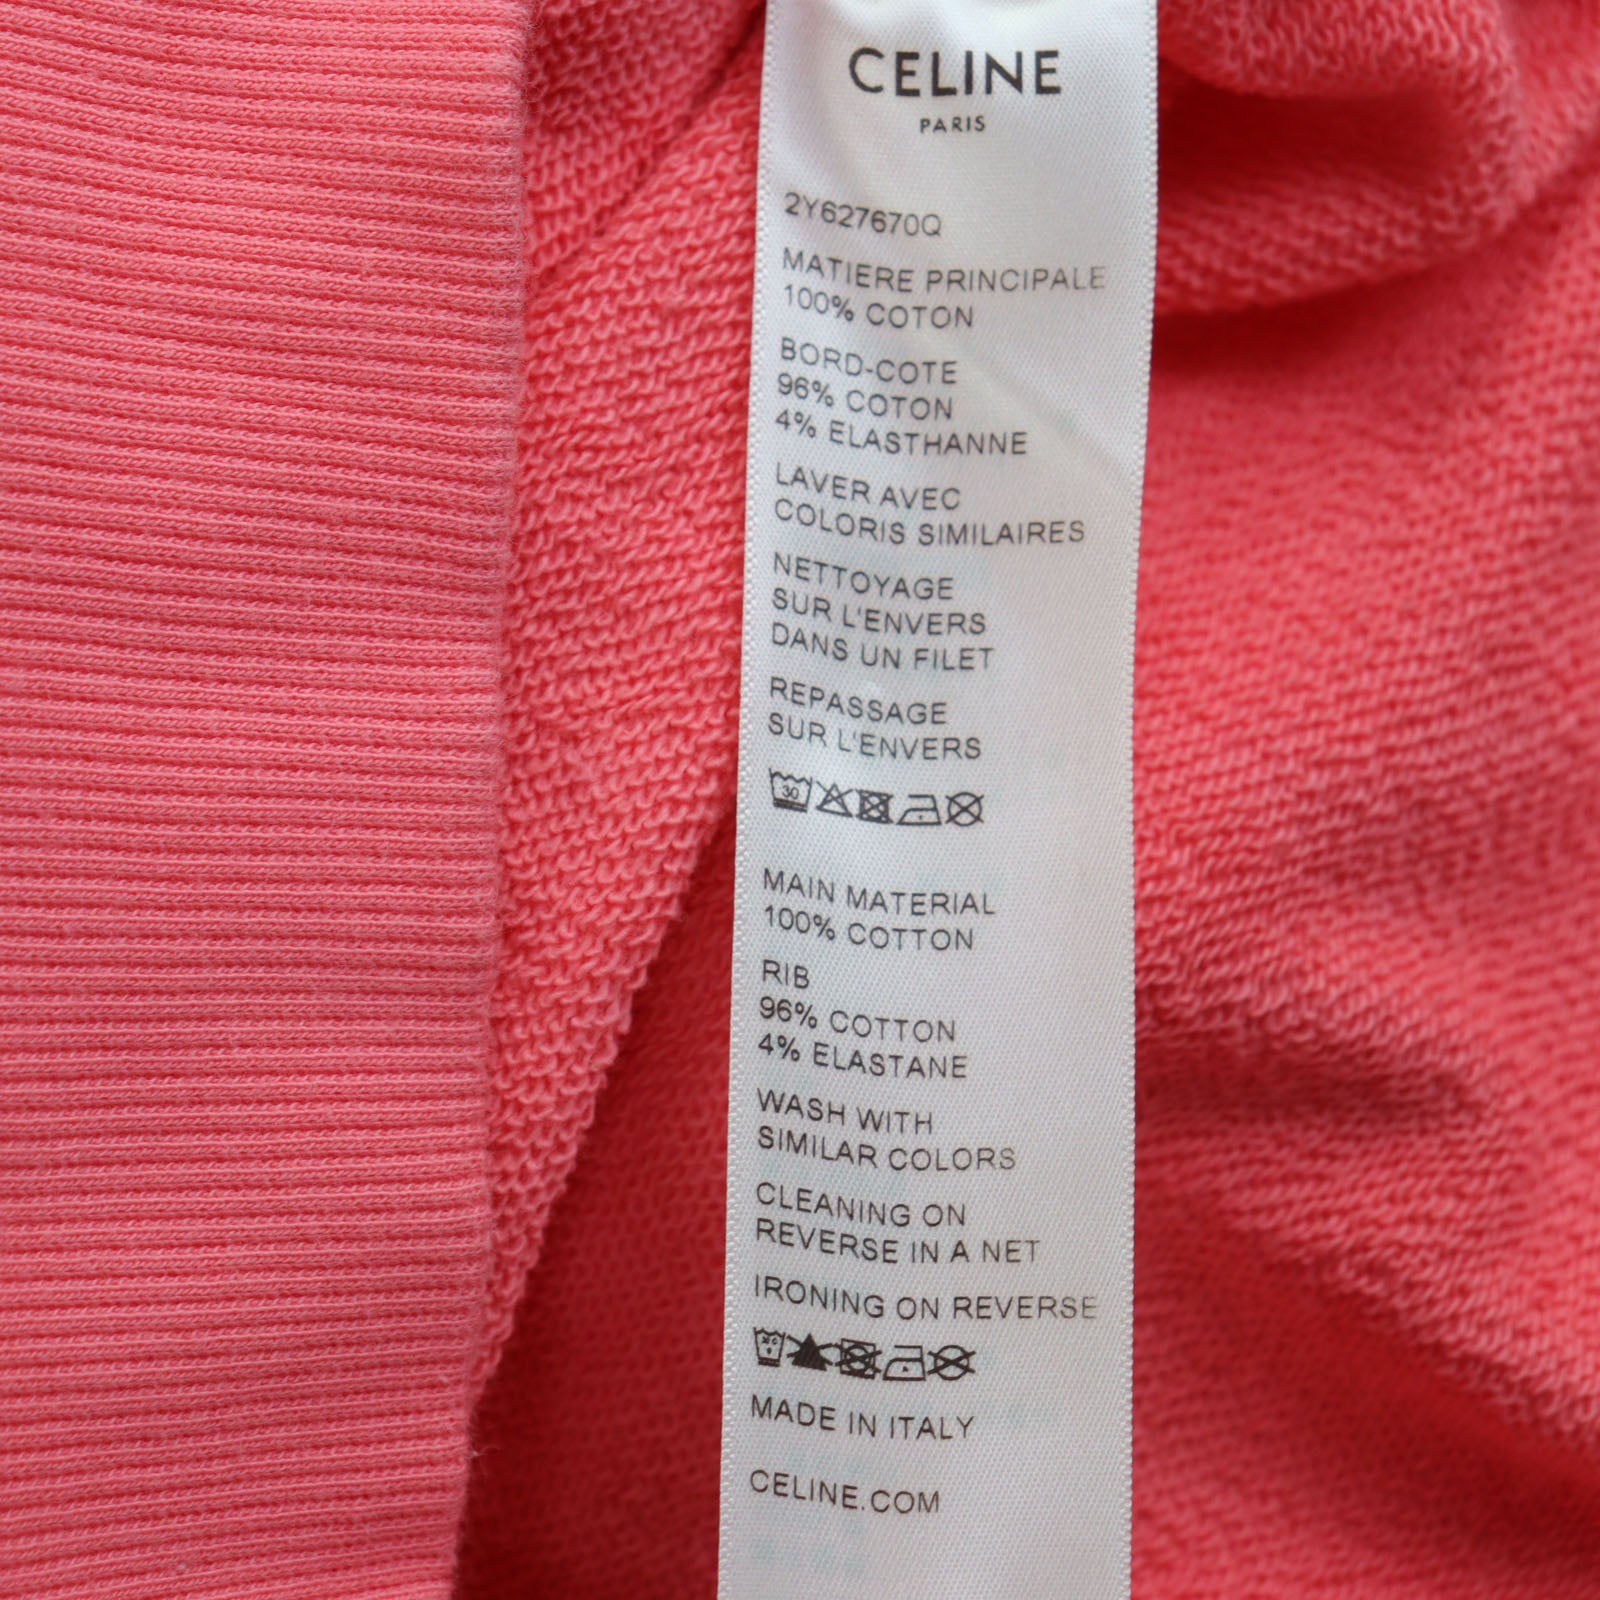 CELINE
PARIS
2Y627670Q
MATIERE PRINCIPALE
100% COTON
BORD-COTE
96% COTON
4% ELASTHANNE
LAVER AVEC
COLORIS SIMILAIRES
NETTOYAGE
SUR L'ENVERS
DANS UN FILET
REPASSAGE
SUR L'ENVERS
30
MAIN MATERIAL
100% COTTON
RIB
96% COTTON
4% ELASTANE
WASH WITH
SIMILAR COLORS
CLEANING ON
REVERSE IN A NET
IRONING ON REVERSE
MADE IN ITALY
CELINE.COM